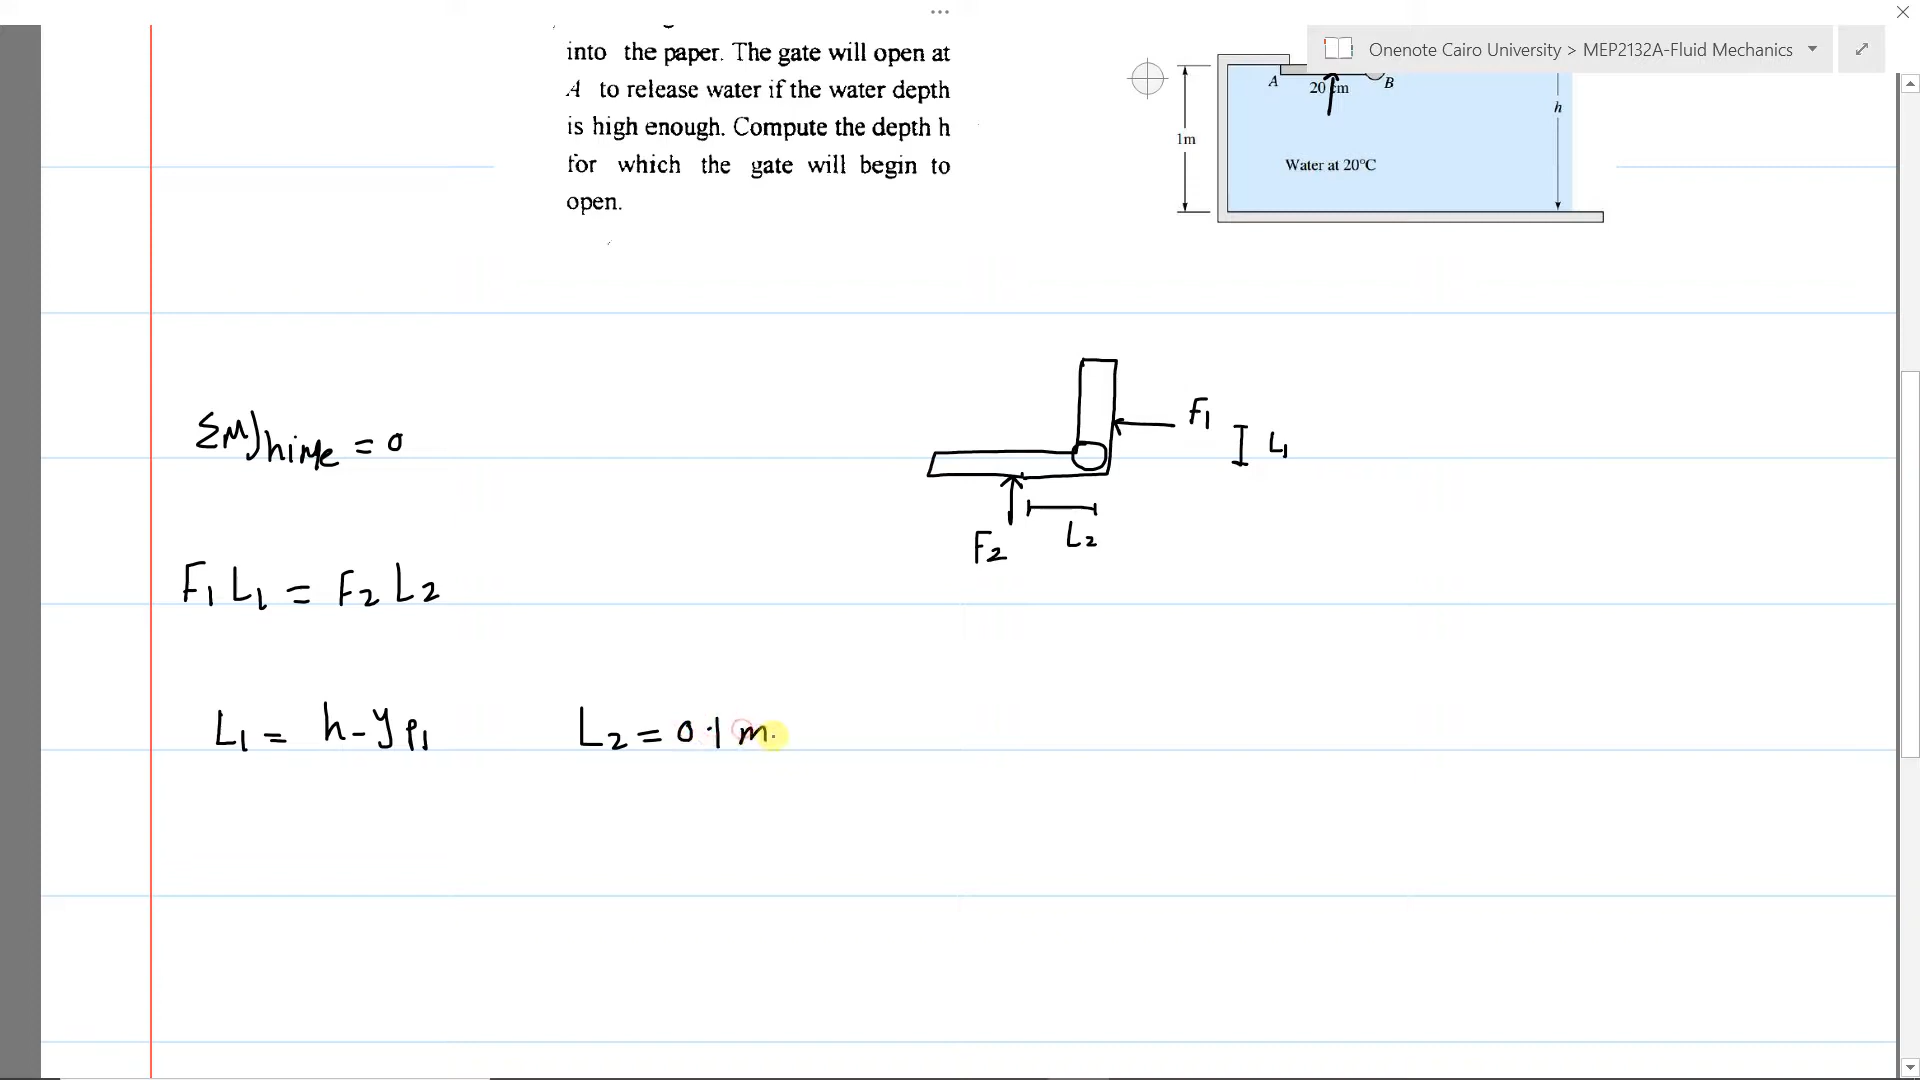 into the paper. The gate will open at
A to release water if the water depth
is high enough. Compute the depth h
for which the gate will begin to
open.
Onenote Cairo University > MEP2132A-Fluid Mechanics
A
20 cm
B
h
1m
Water at 20°C
F1
L1
ΣM)hinge = 0
F2
L2
F1 L1 = F2 L2
L1 = h - yp1
L2 = 0.1 m.